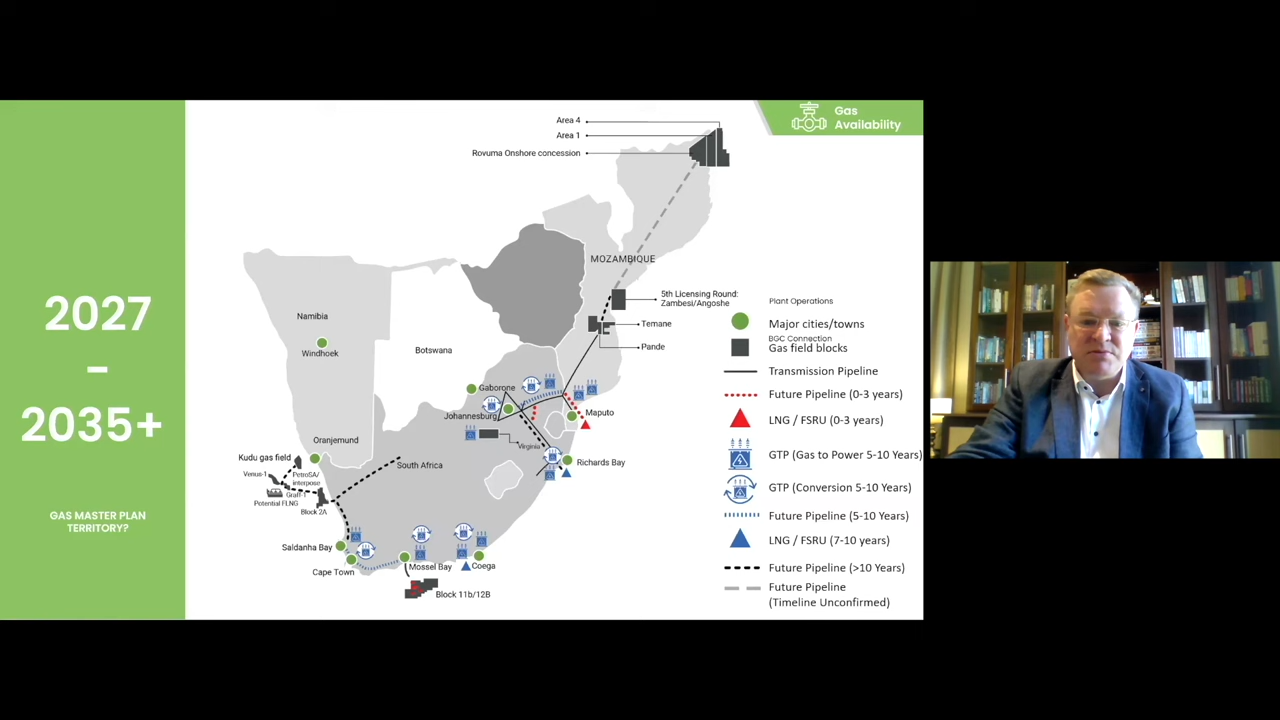 2027
-
2035+
GAS MASTER PLAN
TERRITORY?
Gas
Availability
Area 4
Area 1
Rovuma Onshore concession
MOZAMBIQUE
5th Licensing Round:
Zambesi/Angoshe
Temane
Pande
Namibia
Windhoek
Botswana
Gaborone
Johannesburg
Maputo
Virginia
Richards Bay
Oranjemund
South Africa
Kudu gas field
PetroSA/
interpose
Venus-1
Graff-1
Potential FLNG
Block 2A
Saldanha Bay
Cape Town
Mossel Bay
Coega
Block 11b/12B
Plant Operations
Major cities/towns
BGC Connection
Gas field blocks
Transmission Pipeline
Future Pipeline (0-3 years)
LNG / FSRU (0-3 years)
GTP (Gas to Power 5-10 Years)
GTP (Conversion 5-10 Years)
Future Pipeline (5-10 Years)
LNG / FSRU (7-10 years)
Future Pipeline (>10 Years)
Future Pipeline
(Timeline Unconfirmed)